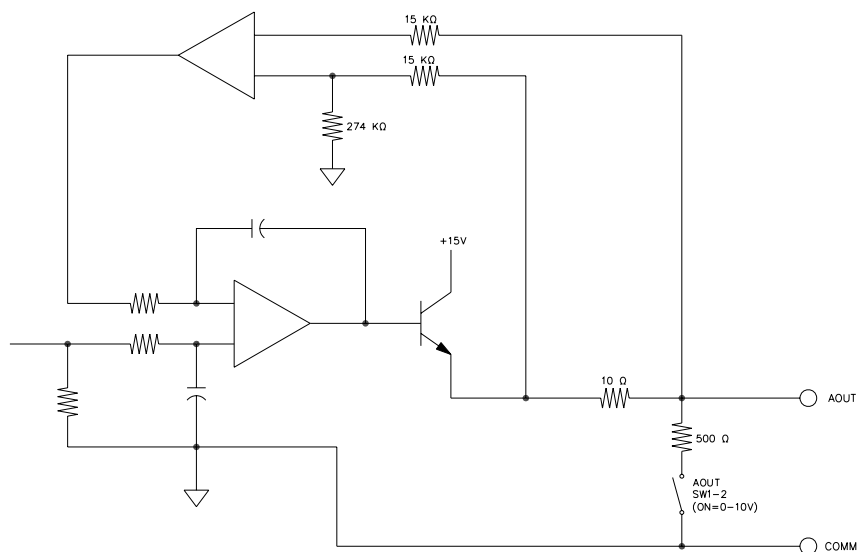 15 KΩ
15 KΩ
274 KΩ
+15V
10 Ω
AOUT
500 Ω
AOUT
SW1-2
(ON=0-10V)
COMM